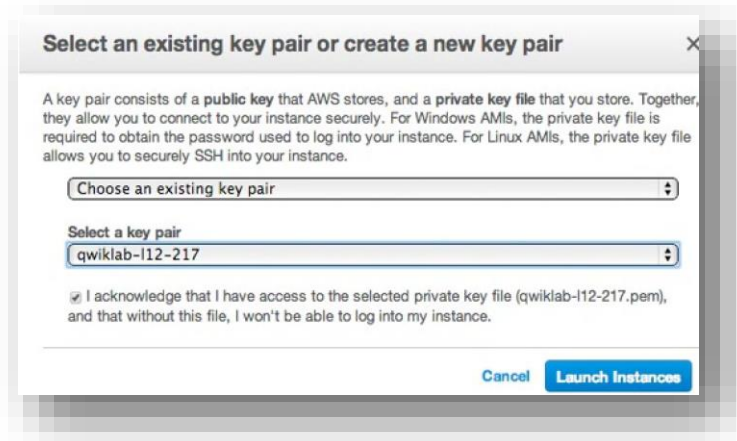 Select an existing key pair or create a new key pair
×
A key pair consists of a public key that AWS stores, and a private key file that you store. Together,
they allow you to connect to your instance securely. For Windows AMIs, the private key file is
required to obtain the password used to log into your instance. For Linux AMIs, the private key file
allows you to securely SSH into your instance.
Choose an existing key pair
Select a key pair
qwiklab-l12-217
I acknowledge that I have access to the selected private key file (qwiklab-l12-217.pem),
and that without this file, I won't be able to log into my instance.
Cancel
Launch Instances